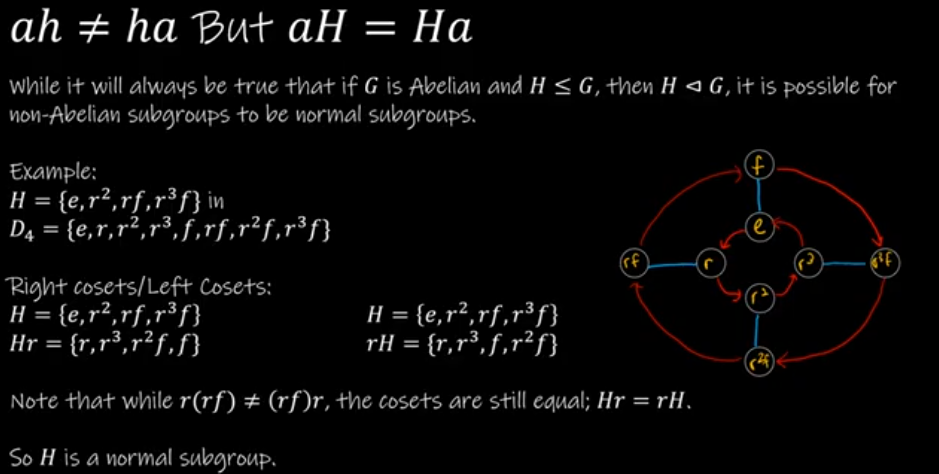 ah ≠ ha But aH = Ha
While it will always be true that if G is Abelian and H ≤ G, then H ⊲ G, it is possible for
non-Abelian subgroups to be normal subgroups.
Example:
H = {e, r², rf, r³f} in
D₄ = {e, r, r², r³, f, rf, r²f, r³f}
Right cosets/Left Cosets:
H = {e, r², rf, r³f}
H = {e, r², rf, r³f}
Hr = {r, r³, r²f, f}
rH = {r, r³, f, r²f}
Note that while r(rf) ≠ (rf)r, the cosets are still equal; Hr = rH.
So H is a normal subgroup.
f
e
rf
r
r³
r³f
r²
r²f